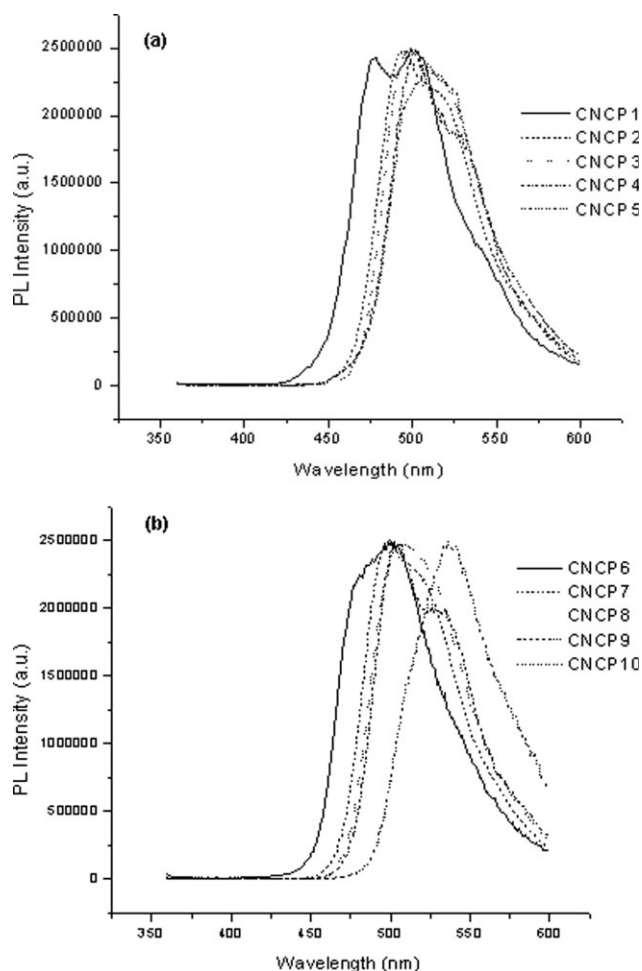 (a)
2500000
2000000
1500000
1000000
500000
0
PL Intensity (a.u.)
CNCP1
CNCP2
CNCP3
CNCP4
CNCP5
350 400 450 500 550 600
Wavelength (nm)
(b)
2500000
2000000
1500000
1000000
500000
0
PL Intensity (a.u.)
CNCP6
CNCP7
CNCP8
CNCP9
CNCP10
350 400 450 500 550 600
Wavelength (nm)